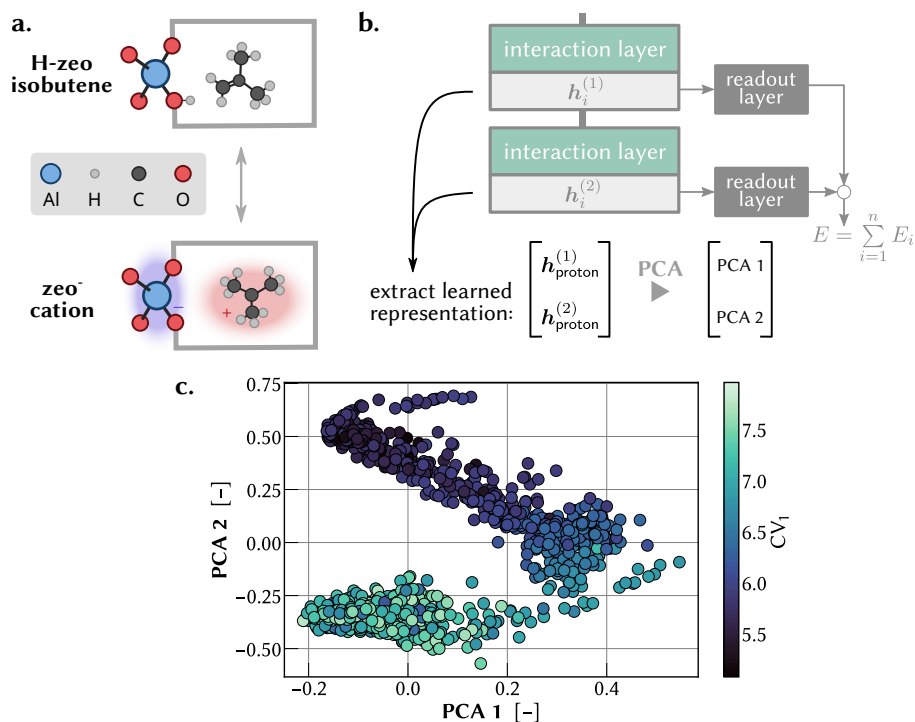 a.
H-zeo
isobutene
Al H C O
zeo⁻
cation
−
+
b.
interaction layer
h_i^(1)
readout
layer
interaction layer
h_i^(2)
readout
layer
E = ∑_{i=1}^{n} E_i
extract learned
representation:
h_proton^(1)
h_proton^(2)
PCA
PCA 1
PCA 2
c.
0.75
0.50
0.25
0.00
−0.25
−0.50
PCA 2 [–]
−0.2 0.0 0.2 0.4
PCA 1 [–]
7.5
7.0
6.5
6.0
5.5
CV₁